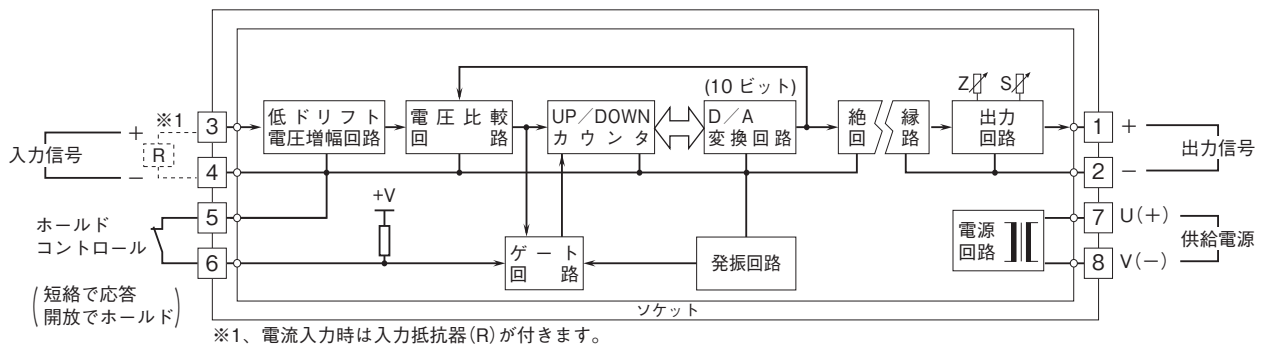 (10 ビット)
Z S
※1
3
低ドリフト
電圧増幅回路
電圧比較
回路
UP／DOWN
カウンタ
D／A
変換回路
絶縁
回路
出力
回路
1
+
入力信号
+
R
−
出力信号
4
2
−
+V
5
ホールド
コントロール
6
ゲート
回路
発振回路
電源
回路
7
U(+)
供給電源
8
V(−)
(短絡で応答
開放でホールド)
ソケット
※1、電流入力時は入力抵抗器(R)が付きます。